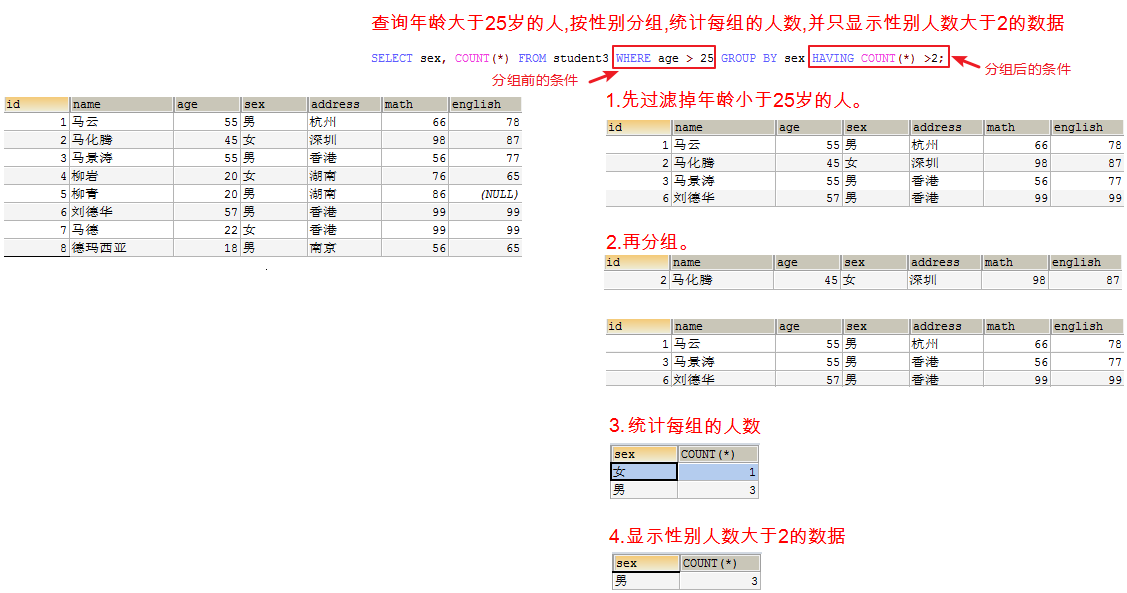 查询年龄大于25岁的人,按性别分组,统计每组的人数,并只显示性别人数大于2的数据
SELECT sex, COUNT(*) FROM student3 WHERE age > 25 GROUP BY sex HAVING COUNT(*) >2;
分组前的条件
分组后的条件
id name age sex address math english
1 马云 55 男 杭州 66 78
2 马化腾 45 女 深圳 98 87
3 马景涛 55 男 香港 56 77
4 柳岩 20 女 湖南 76 65
5 柳青 20 男 湖南 86 (NULL)
6 刘德华 57 男 香港 99 99
7 马德 22 女 香港 99 99
8 德玛西亚 18 男 南京 56 65
1.先过滤掉年龄小于25岁的人。
id name age sex address math english
1 马云 55 男 杭州 66 78
2 马化腾 45 女 深圳 98 87
3 马景涛 55 男 香港 56 77
6 刘德华 57 男 香港 99 99
2.再分组。
id name age sex address math english
2 马化腾 45 女 深圳 98 87
id name age sex address math english
1 马云 55 男 杭州 66 78
3 马景涛 55 男 香港 56 77
6 刘德华 57 男 香港 99 99
3.统计每组的人数
sex COUNT(*)
女 1
男 3
4.显示性别人数大于2的数据
sex COUNT(*)
男 3